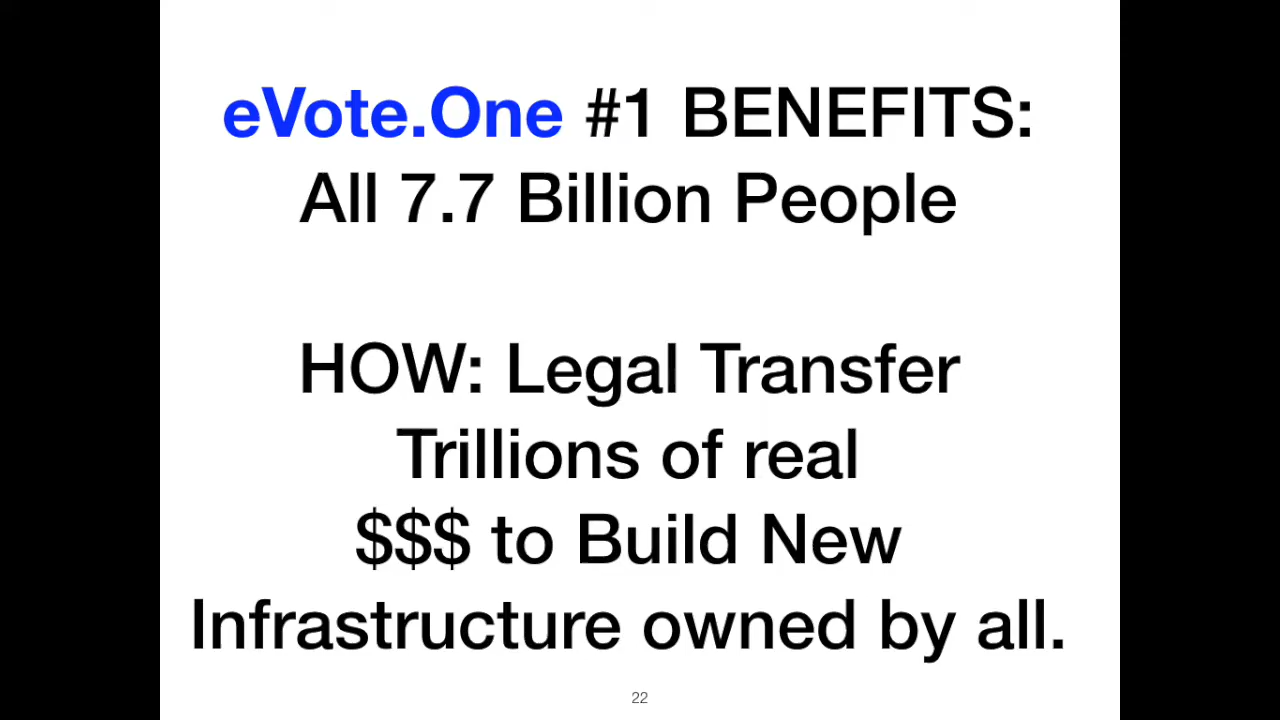 eVote.One #1 BENEFITS:
All 7.7 Billion People
HOW: Legal Transfer
Trillions of real
$$$ to Build New
Infrastructure owned by all.
22